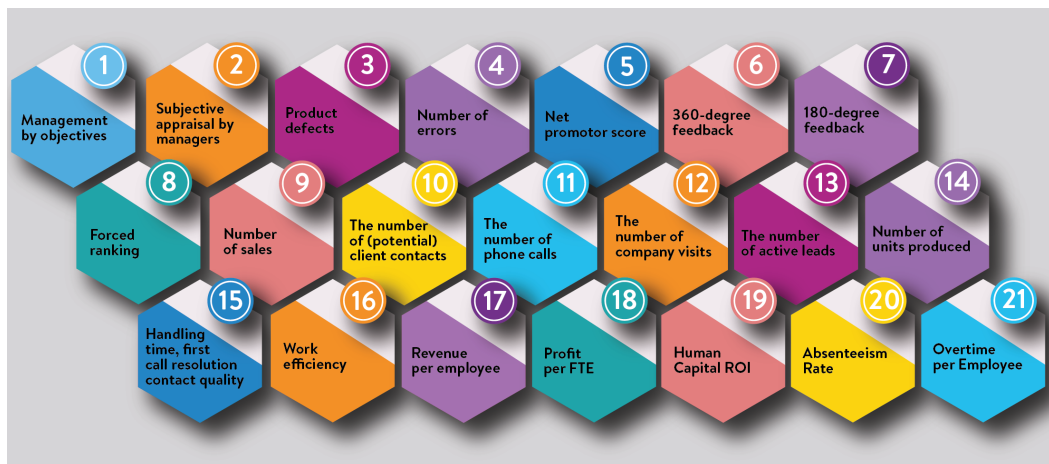 1
Management
by objectives
2
Subjective
appraisal by
managers
3
Product
defects
4
Number of
errors
5
Net
promotor score
6
360-degree
feedback
7
180-degree
feedback
8
Forced
ranking
9
Number
of sales
10
The number
of (potential)
client contacts
11
The
number of
phone calls
12
The
number of
company visits
13
The number
of active leads
14
Number of
units produced
15
Handling
time, first
call resolution
contact quality
16
Work
efficiency
17
Revenue
per employee
18
Profit
per FTE
19
Human
Capital ROI
20
Absenteeism
Rate
21
Overtime
per Employee